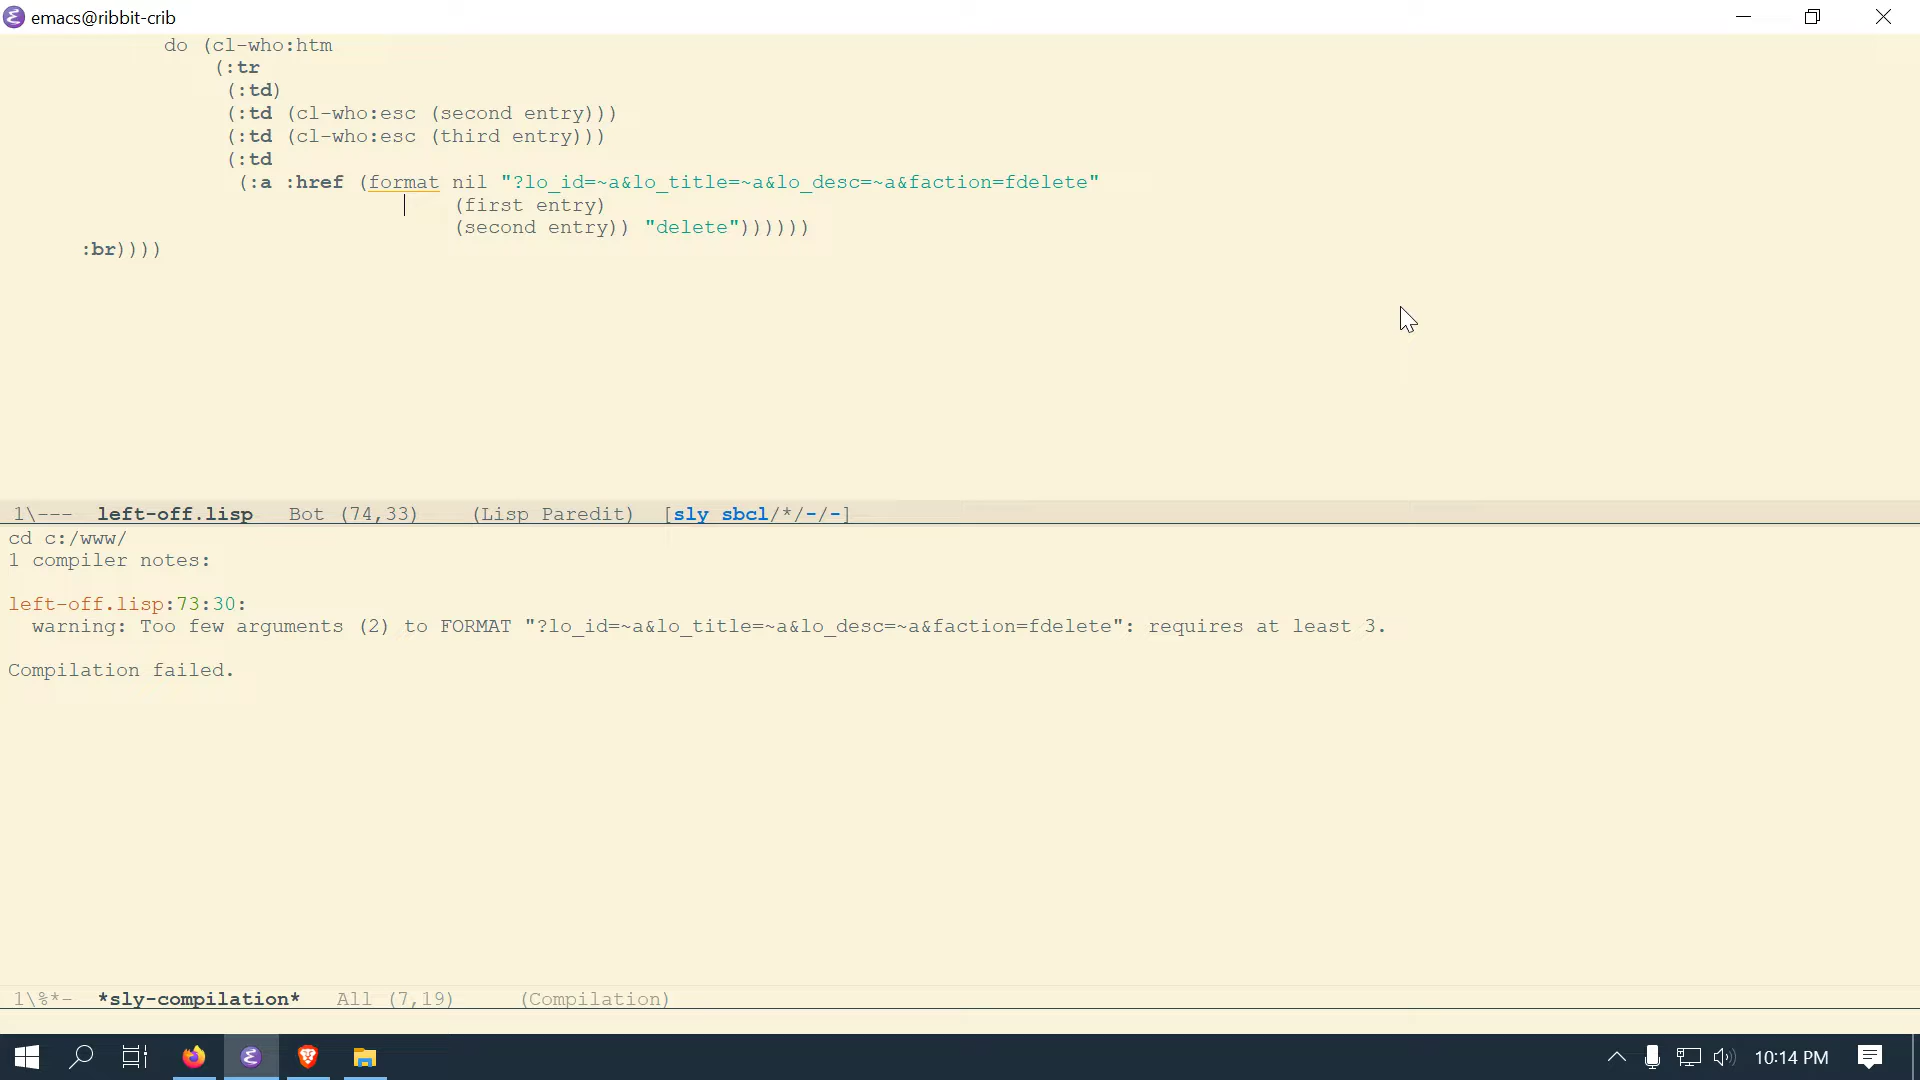 emacs@ribbit-crib
do (cl-who:htm
(:tr
(:td)
(:td (cl-who:esc (second entry)))
(:td (cl-who:esc (third entry)))
(:td
(:a :href (format nil "?lo_id=~a&lo_title=~a&lo_desc=~a&faction=fdelete"
(first entry)
(second entry)) "delete"))))))
:br))))
1\--- left-off.lisp Bot (74,33) (Lisp Paredit) [sly sbcl/*/-/-]
cd c:/www/
1 compiler notes:
left-off.lisp:73:30:
warning: Too few arguments (2) to FORMAT "?lo_id=~a&lo_title=~a&lo_desc=~a&faction=fdelete": requires at least 3.
Compilation failed.
1\%*- *sly-compilation* All (7,19) (Compilation)
10:14 PM